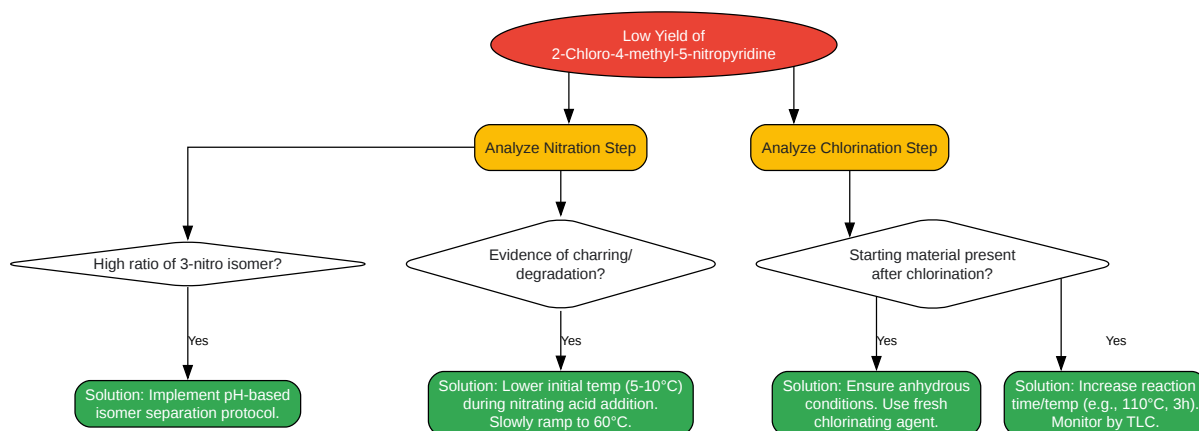 Low Yield of
2-Chloro-4-methyl-5-nitropyridine
Analyze Nitration Step
Analyze Chlorination Step
High ratio of 3-nitro isomer?
Evidence of charring/
degradation?
Starting material present
after chlorination?
Yes
Yes
Yes
Yes
Solution: Implement pH-based
isomer separation protocol.
Solution: Lower initial temp (5-10°C)
during nitrating acid addition.
Slowly ramp to 60°C.
Solution: Ensure anhydrous
conditions. Use fresh
chlorinating agent.
Solution: Increase reaction
time/temp (e.g., 110°C, 3h).
Monitor by TLC.